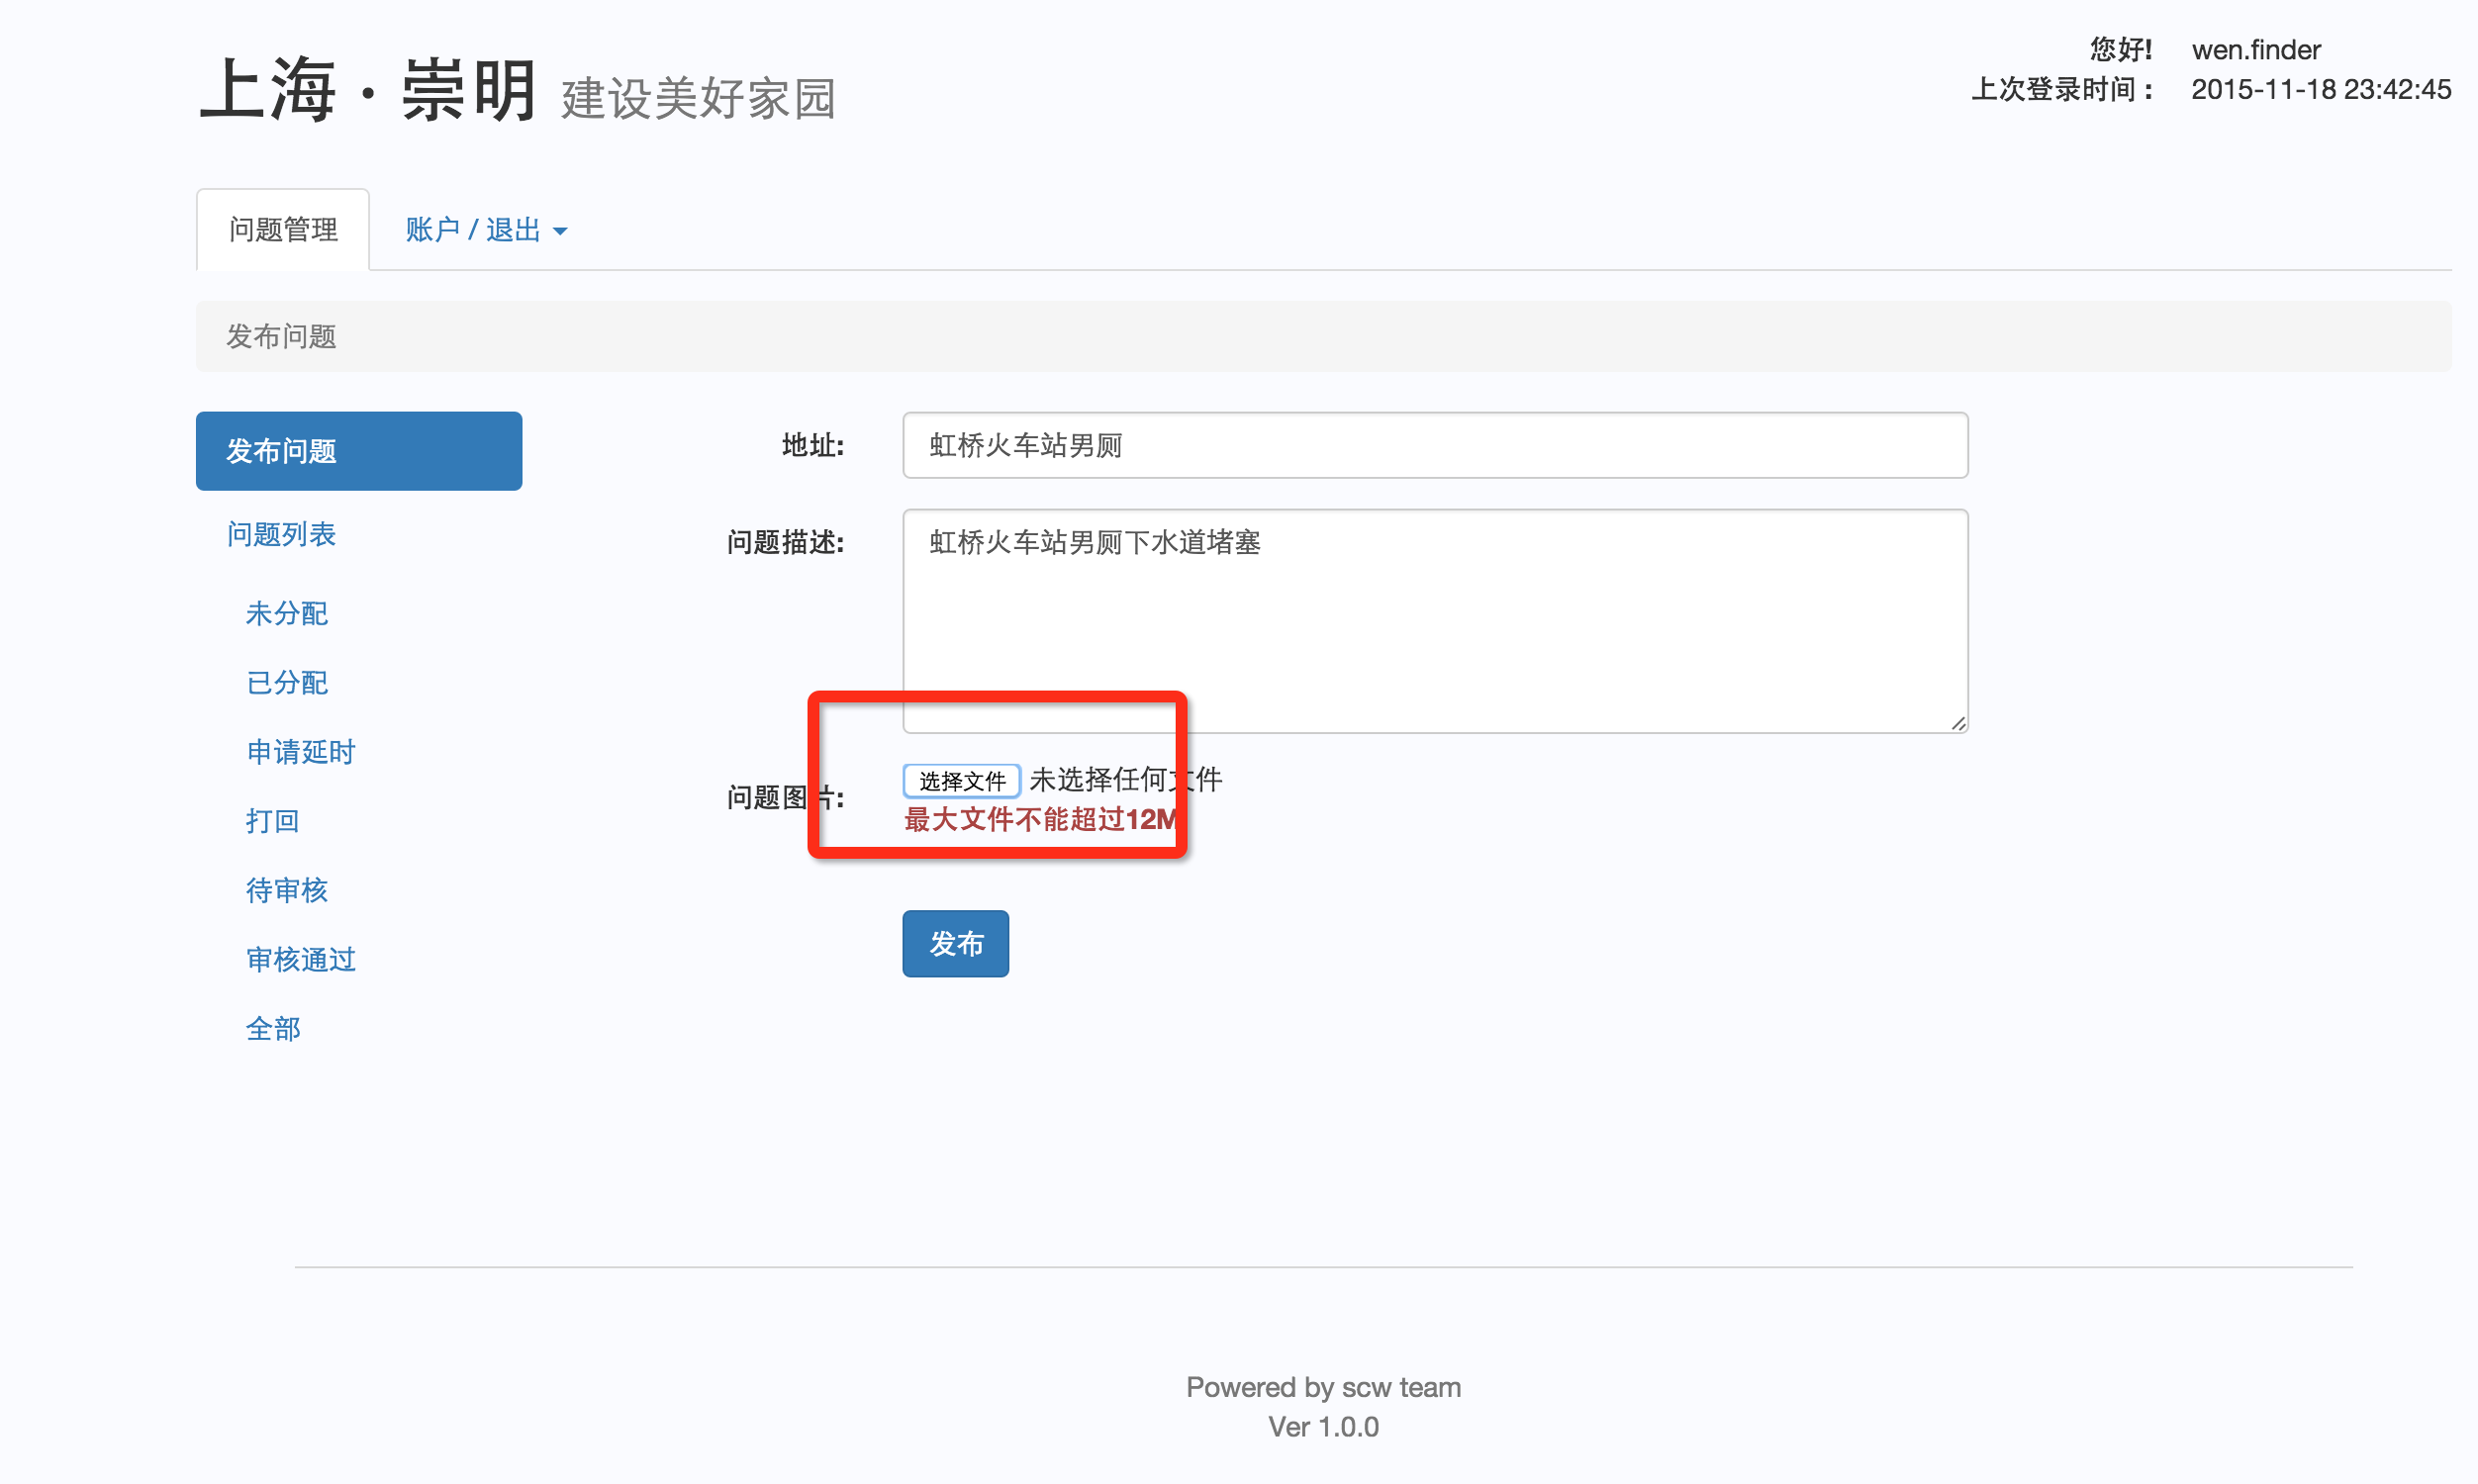 上海 · 崇明 建设美好家园
您好! wen.finder
上次登录时间： 2015-11-18 23:42:45
问题管理 账户 / 退出
发布问题
发布问题
问题列表
未分配
已分配
申请延时
打回
待审核
审核通过
全部
地址: 虹桥火车站男厕
问题描述: 虹桥火车站男厕下水道堵塞
问题图片: 选择文件 未选择任何文件
最大文件不能超过12M
发布
Powered by scw team
Ver 1.0.0